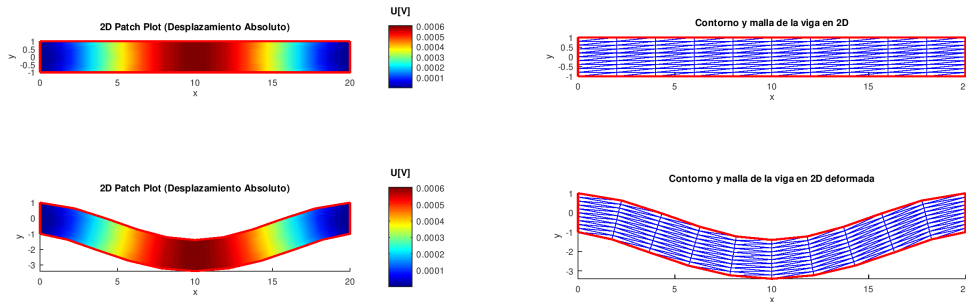 U[V]
2D Patch Plot (Desplazamiento Absoluto)
1
0.5
0
-0.5
-1
y
0 5 10 15 20
x
0.0006
0.0005
0.0004
0.0003
0.0002
0.0001
Contorno y malla de la viga en 2D
1
0.5
0
-0.5
-1
y
0 5 10 15 20
x
U[V]
2D Patch Plot (Desplazamiento Absoluto)
1
0
-1
-2
-3
y
0 5 10 15 20
x
0.0006
0.0005
0.0004
0.0003
0.0002
0.0001
Contorno y malla de la viga en 2D deformada
1
0
-1
-2
-3
y
0 5 10 15 20
x